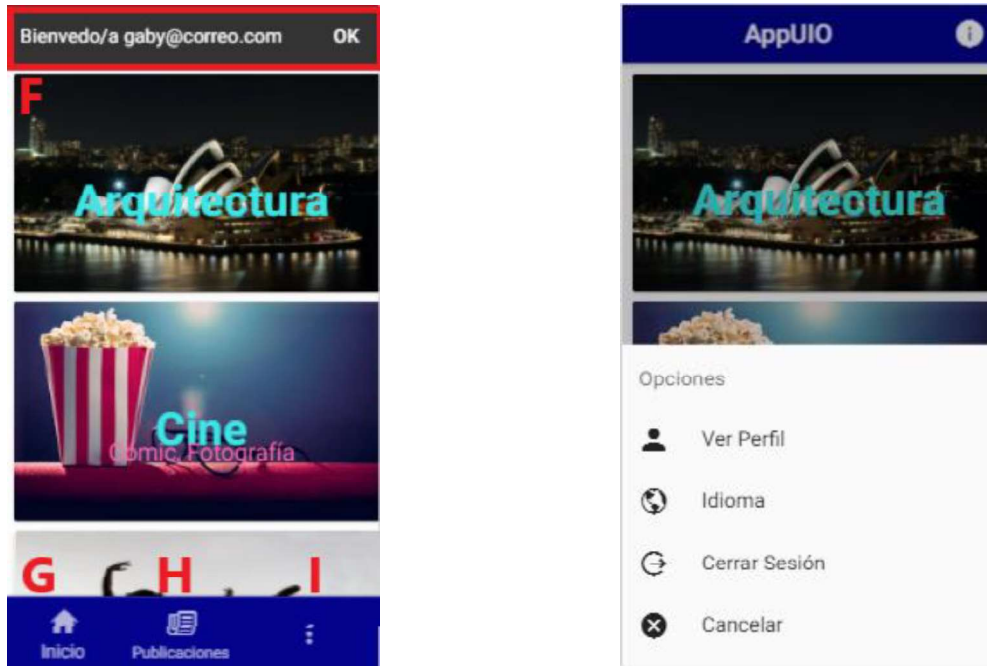 Bienvedo/a gaby@correo.com OK
F
Arquitectura
Cine
Comic, Fotografía
G H I
Inicio Publicaciones
AppUIO
Arquitectura
Opciones
Ver Perfil
Idioma
Cerrar Sesión
Cancelar